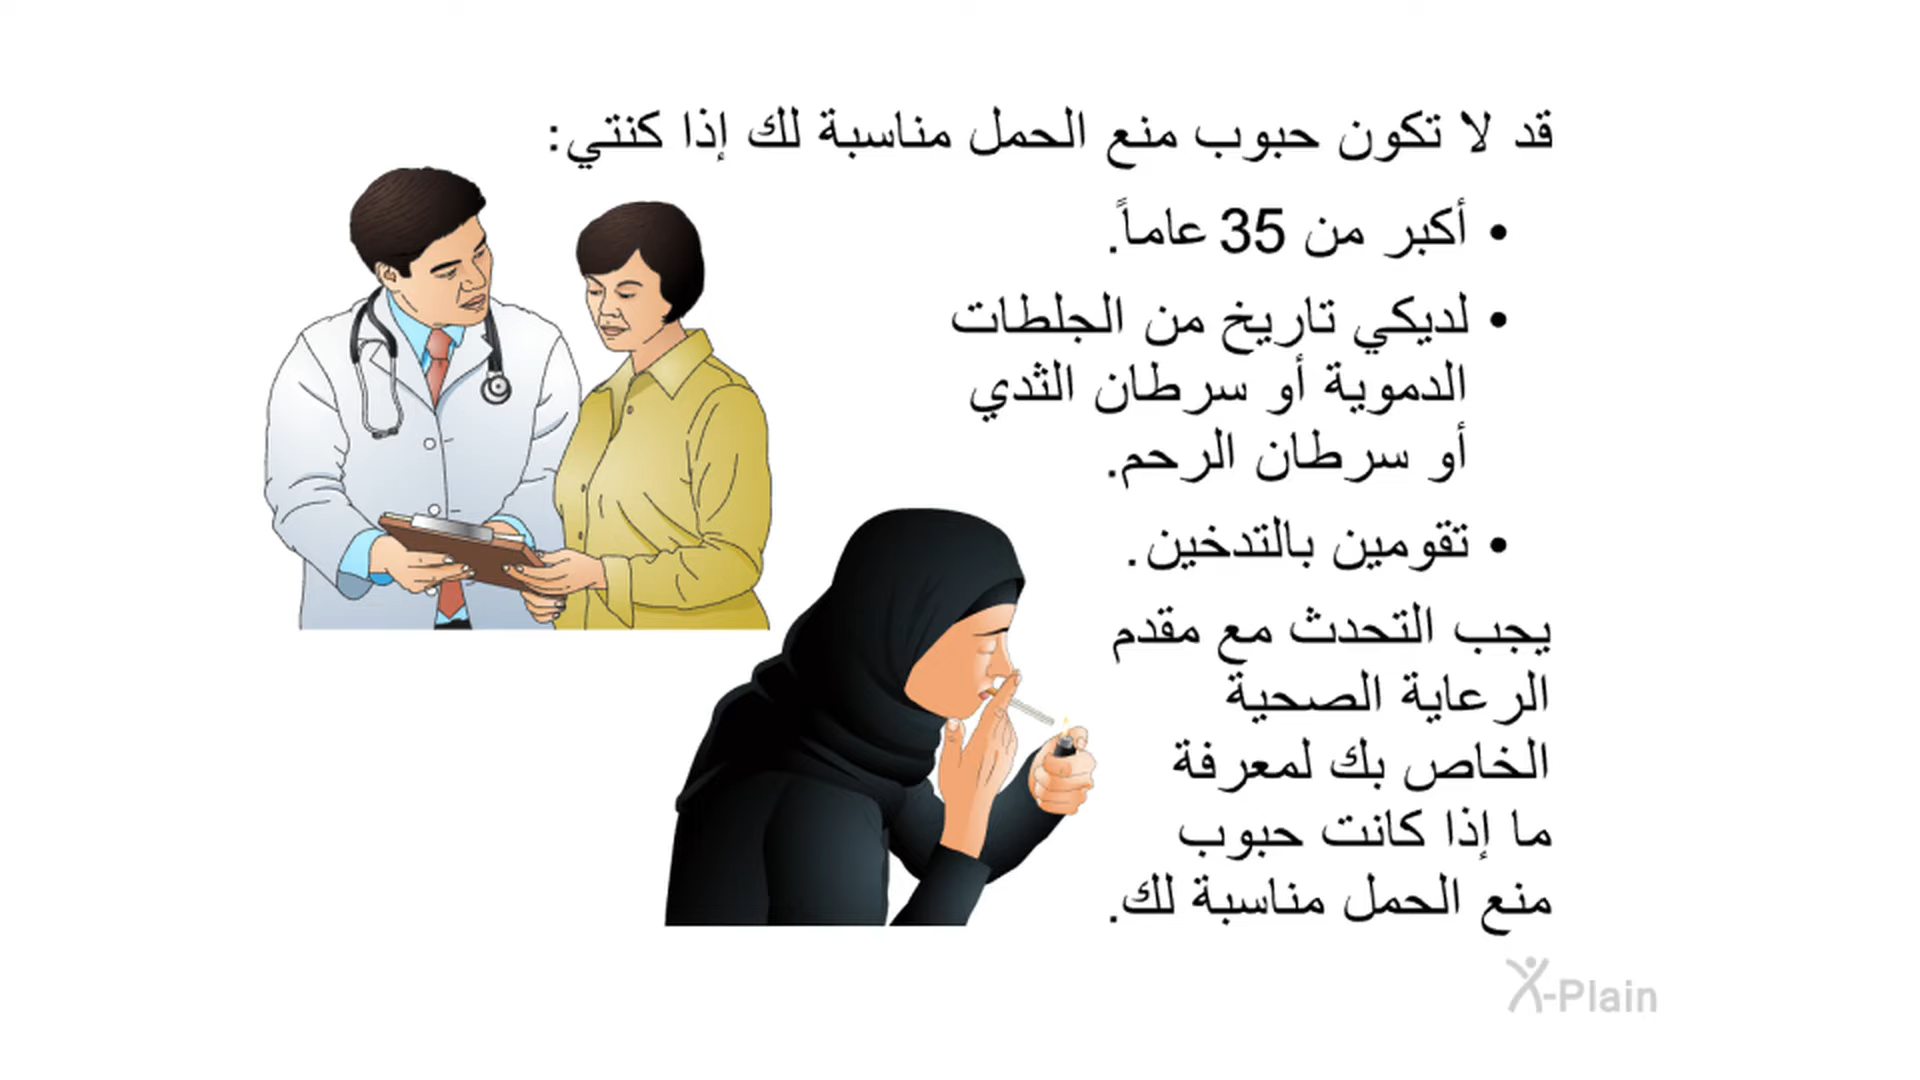 قد لا تكون حبوب منع الحمل مناسبة لك إذا كنتي:
• أكبر من 35 عاماً.
• لديكي تاريخ من الجلطات
الدموية أو سرطان الثدي
أو سرطان الرحم.
• تقومين بالتدخين.
يجب التحدث مع مقدم
الرعاية الصحية
الخاص بك لمعرفة
ما إذا كانت حبوب
منع الحمل مناسبة لك.
X-Plain